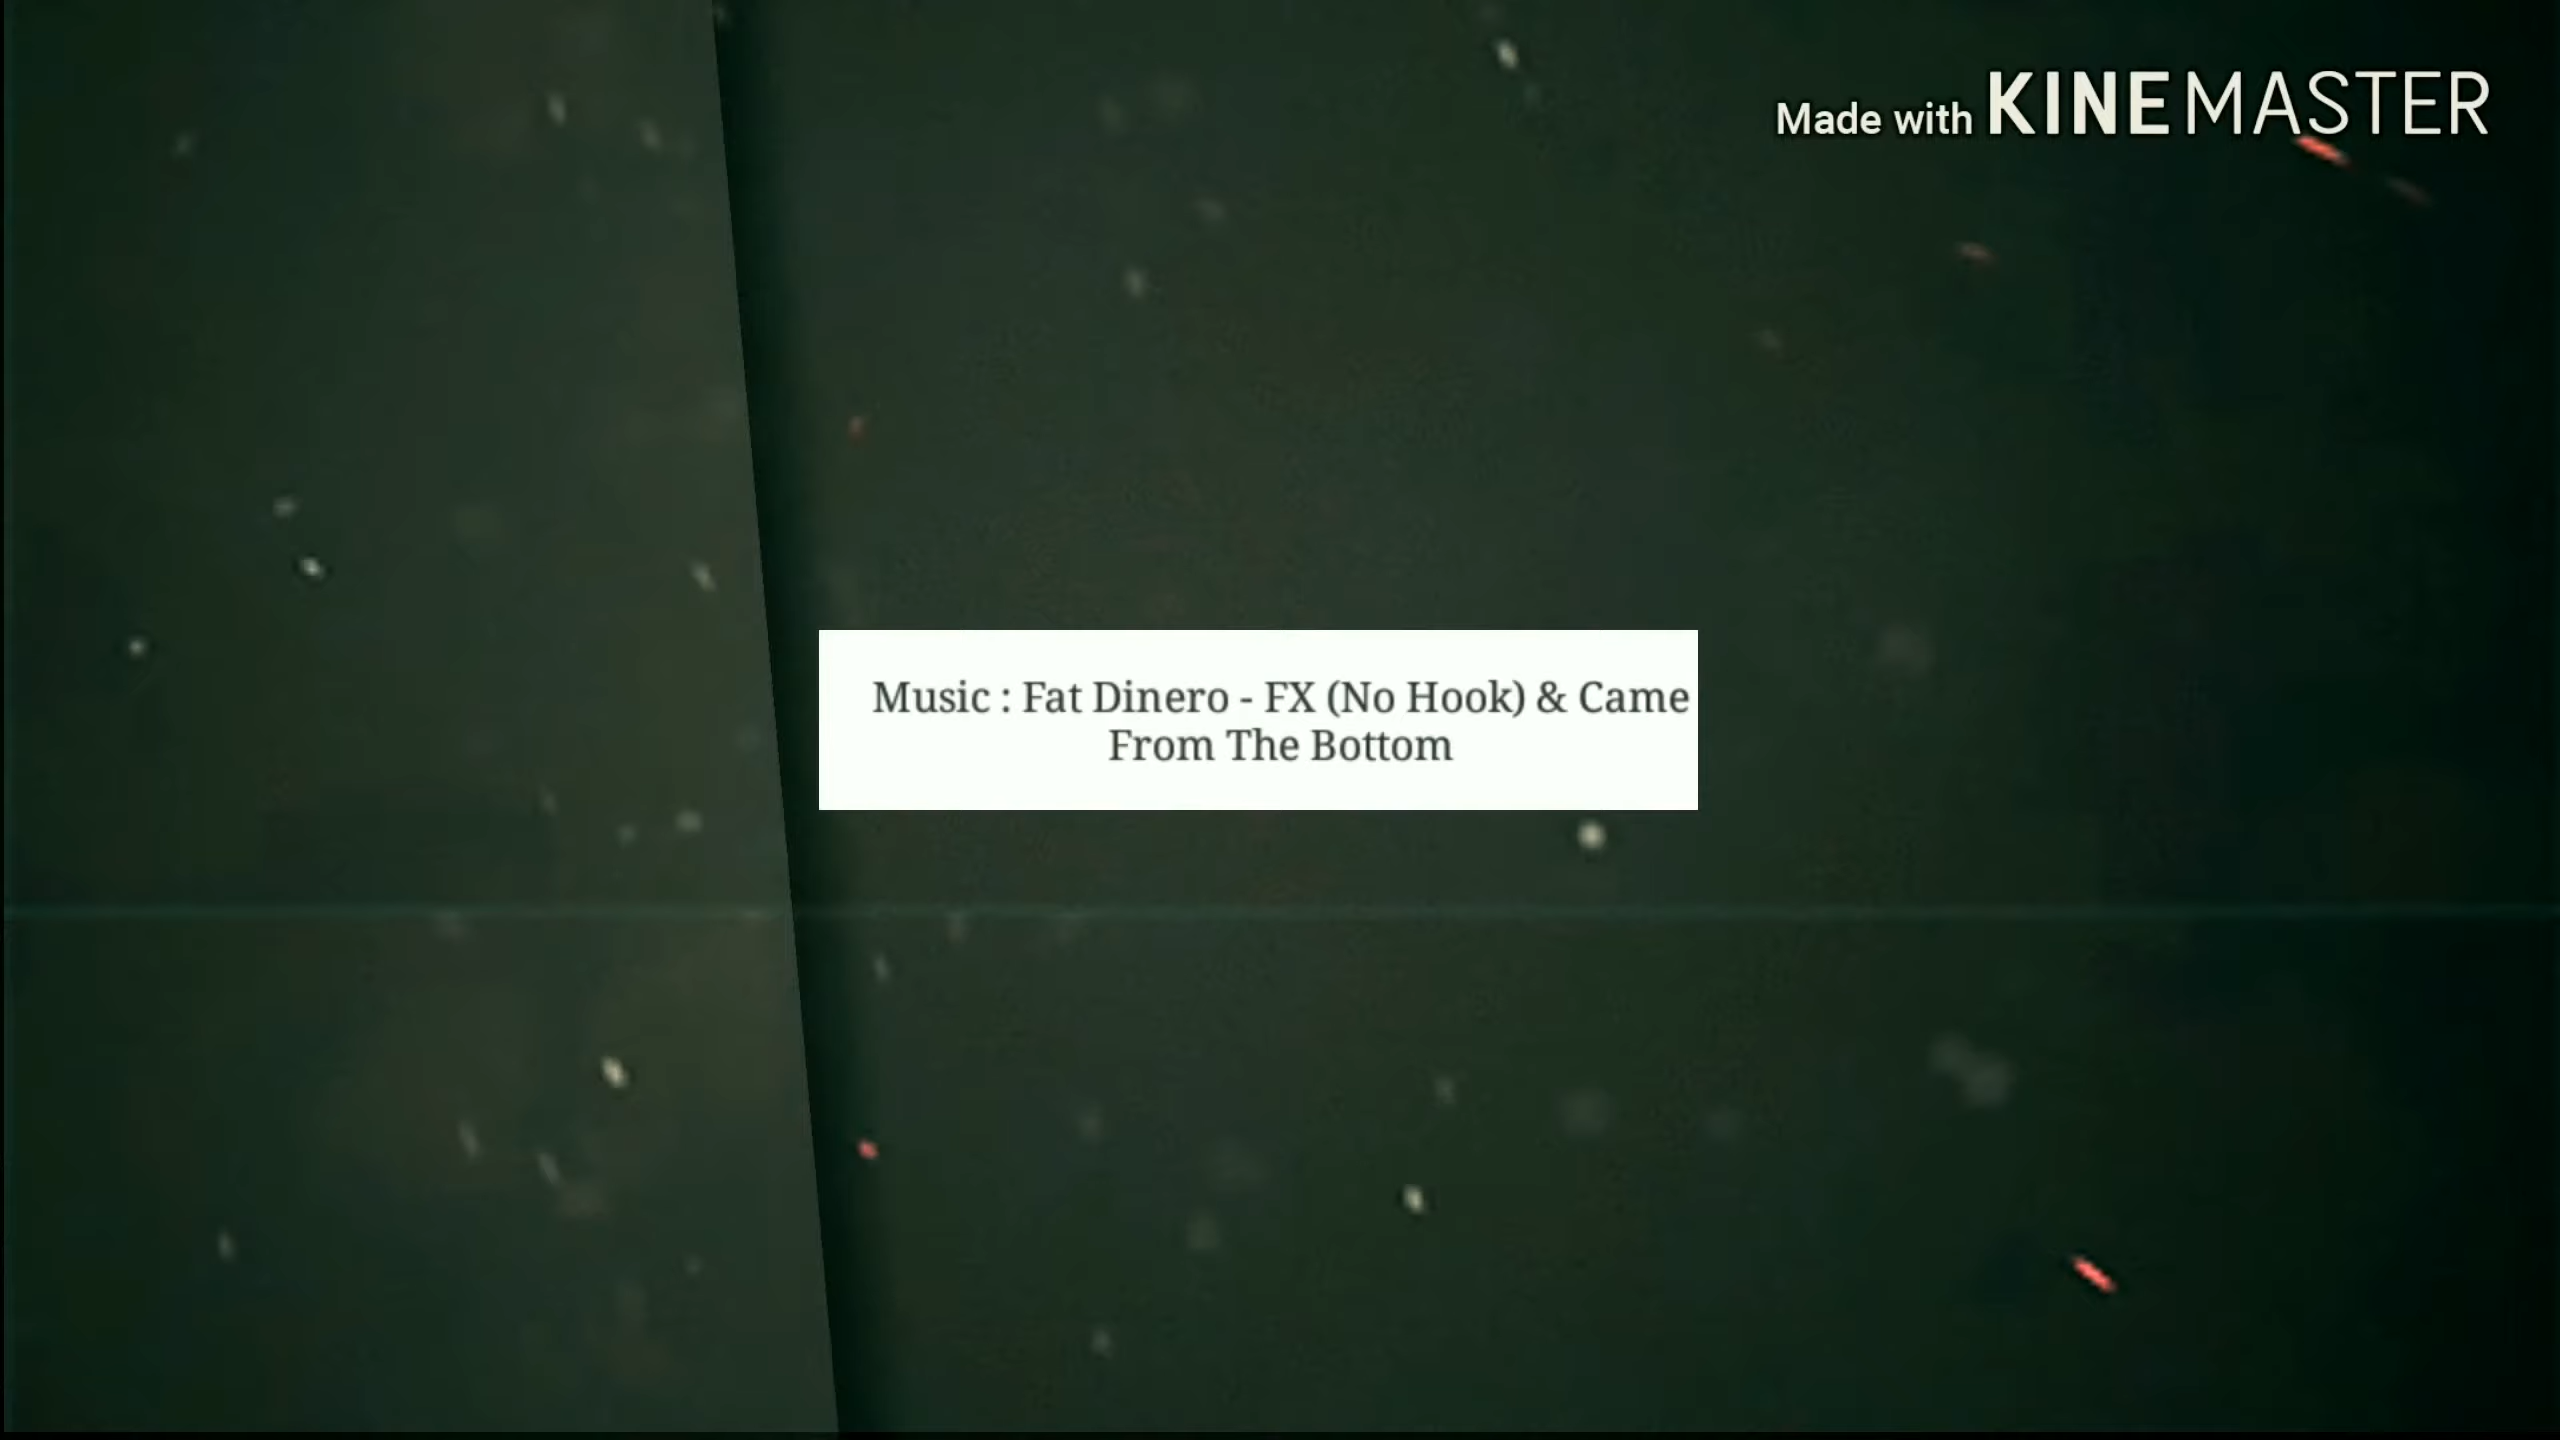 Made with KINEMASTER
Music : Fat Dinero - FX (No Hook) & Came
From The Bottom